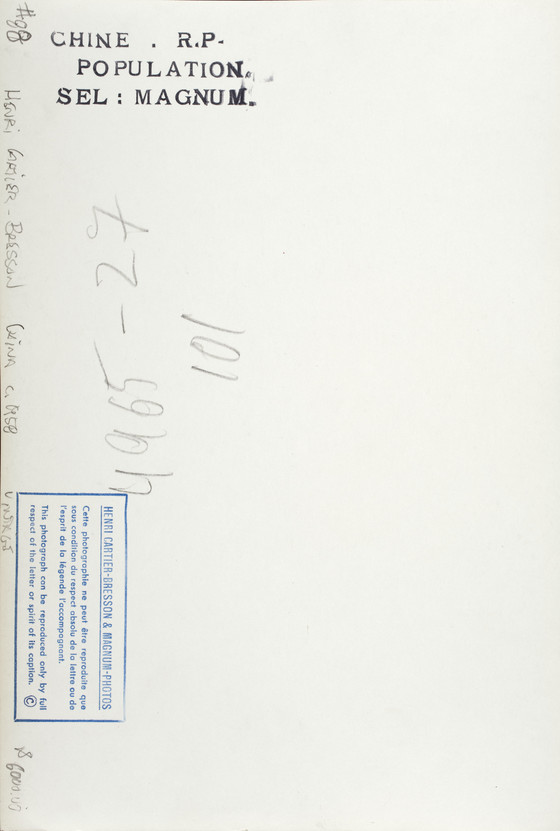 CHINE . R.P-
POPULATION.
SEL : MAGNUM.
#98
HENRI CARTIER-BRESSON CHINA c. 1958
101
HENRI CARTIER-BRESSON & MAGNUM-PHOTOS
Cette photographie ne peut être reproduite que
sous condition du respect absolu de la lettre ou de
l'esprit de la légende l'accompagnant.
This photograph can be reproduced only by full
respect of the letter or spirit of its caption. ©